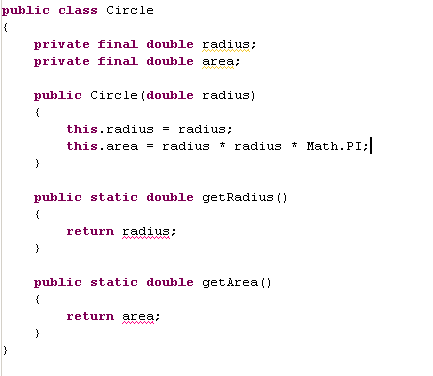 public class Circle
{
    private final double radius;
    private final double area;

    public Circle(double radius)
    {
        this.radius = radius;
        this.area = radius * radius * Math.PI;
    }

    public static double getRadius()
    {
        return radius;
    }

    public static double getArea()
    {
        return area;
    }
}